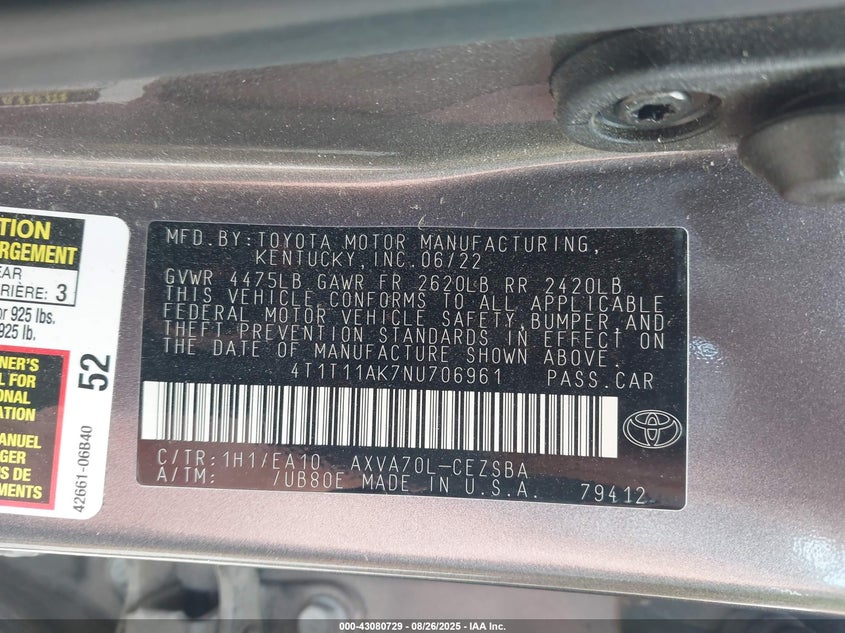 TION
ARGEMENT
EAR
RRIÈRE: 3
or 925 lbs.
925 lb.
NER'S
L FOR
IONAL
ATION
ANUEL
GER
MENTS
52
42661-06B40
MFD.BY:TOYOTA MOTOR MANUFACTURING,
KENTUCKY, INC. 06/22
GVWR 4475LB GAWR FR 2620LB RR 2420LB
THIS VEHICLE CONFORMS TO ALL APPLICABLE
FEDERAL MOTOR VEHICLE SAFETY,BUMPER,AND
THEFT PREVENTION STANDARDS IN EFFECT ON
THE DATE OF MANUFACTURE SHOWN ABOVE.
4T1T11AK7NU706961 PASS.CAR
C/TR:1H1/EA10 AXVA70L-CEZSBA
A/TM: /UB80E MADE IN U.S.A. 79412
000-43080729 - 08/26/2025 - IAA Inc.